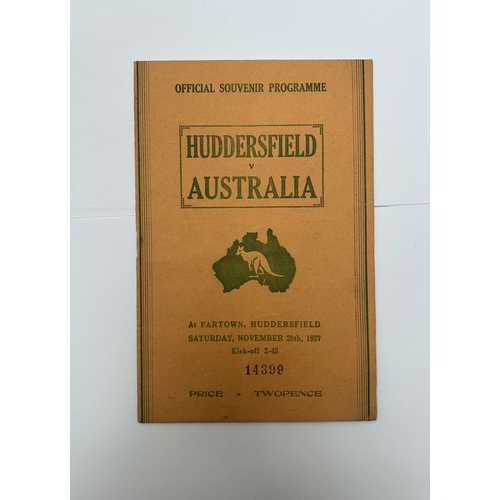 OFFICIAL SOUVENIR PROGRAMME
HUDDERSFIELD
v
AUSTRALIA
At FARTOWN, HUDDERSFIELD
SATURDAY, NOVEMBER 20th, 1937
Kick-off 2-45
14399
PRICE - TWOPENCE